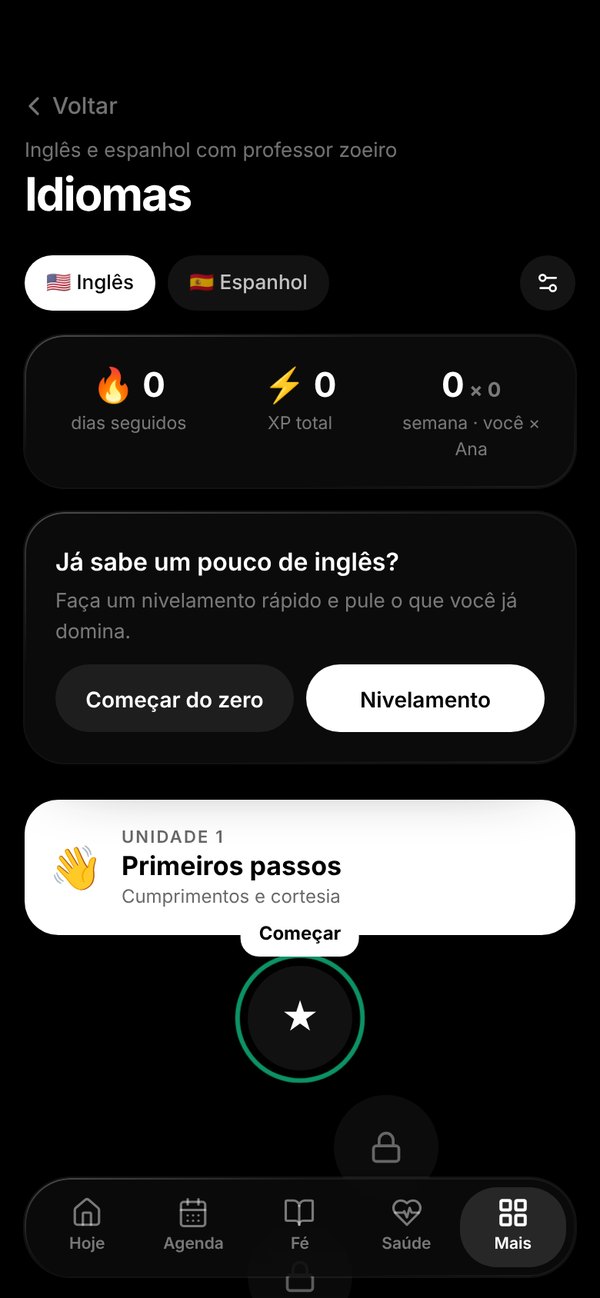 Voltar
Inglês e espanhol com professor zoeiro
Idiomas
🇺🇸 Inglês
🇪🇸 Espanhol
🔥 0
dias seguidos
⚡ 0
XP total
0 × 0
semana · você ×
Ana
Já sabe um pouco de inglês?
Faça um nivelamento rápido e pule o que você já
domina.
Começar do zero
Nivelamento
UNIDADE 1
Primeiros passos
Cumprimentos e cortesia
Começar
Hoje
Agenda
Fé
Saúde
Mais